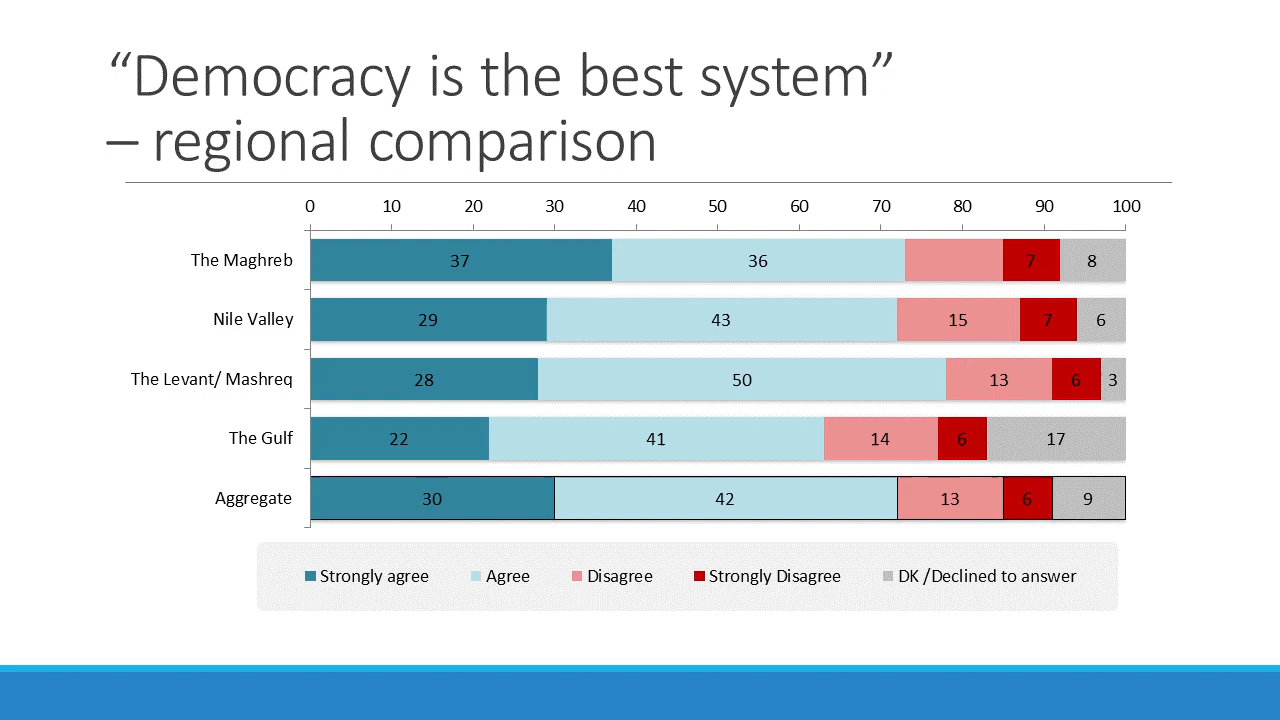 “Democracy is the best system”
– regional comparison
0 10 20 30 40 50 60 70 80 90 100
The Maghreb 37 36 7 8
Nile Valley 29 43 15 7 6
The Levant/ Mashreq 28 50 13 6 3
The Gulf 22 41 14 6 17
Aggregate 30 42 13 6 9
Strongly agree Agree Disagree Strongly Disagree DK /Declined to answer